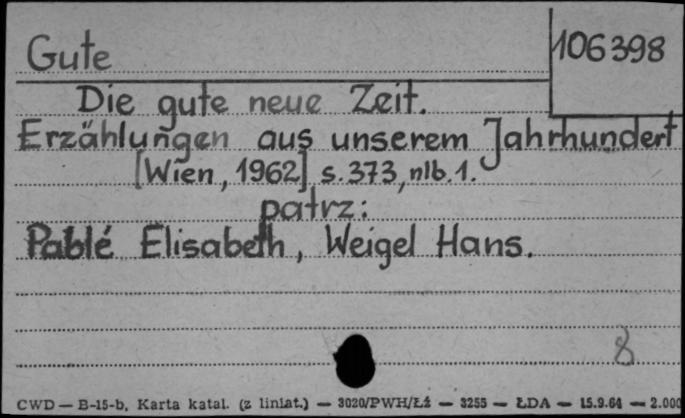 Gute
106398
Die gute neue Zeit.
Erzählungen aus unserem Jahrhundert
[Wien, 1962] s. 373, nlb. 1.
patrz:
Pablé Elisabeth, Weigel Hans.
8
CWD — B-15-b, Karta katal. (z liniat.) — 3020/PWH/Łź — 3255 — ŁDA — 15.9.64 — 2.000